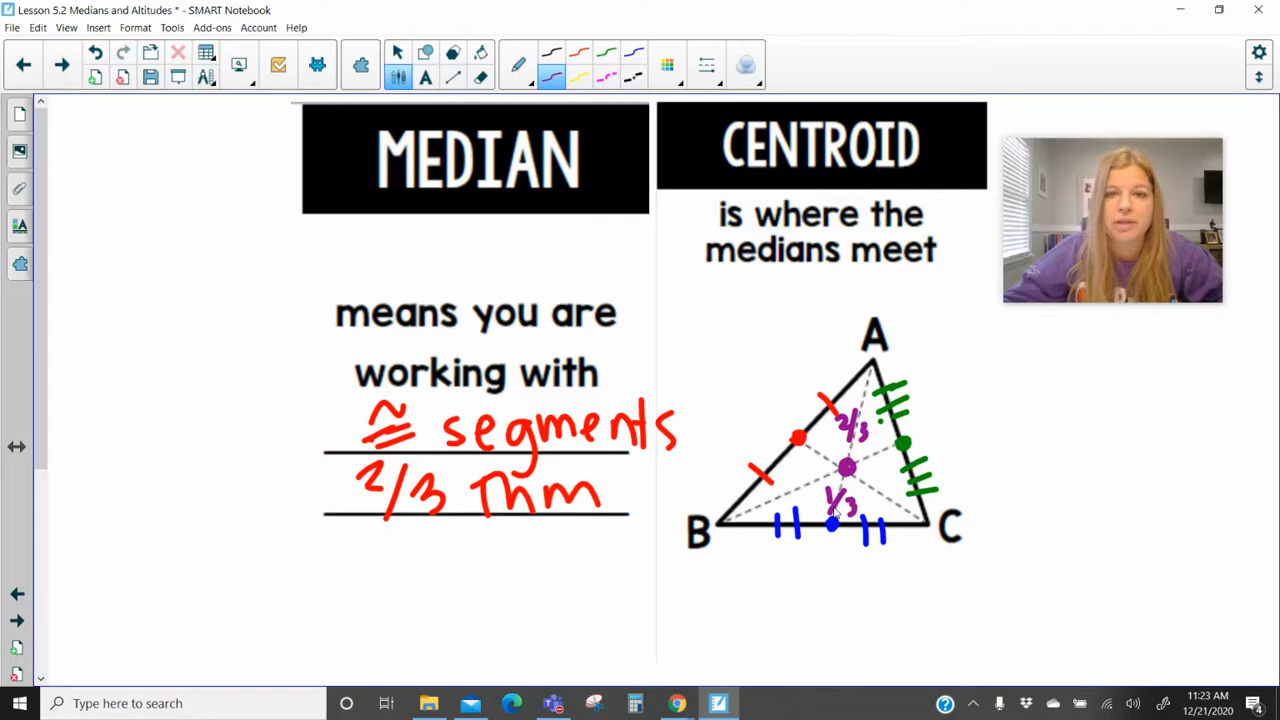 Lesson 5.2 Medians and Altitudes * - SMART Notebook
File Edit View Insert Format Tools Add-ons Account Help
MEDIAN
means you are
working with
≅ segments
2/3 Thm
CENTROID
is where the
medians meet
A
2/3
1/3
B
C
Type here to search
11:23 AM
12/21/2020
4